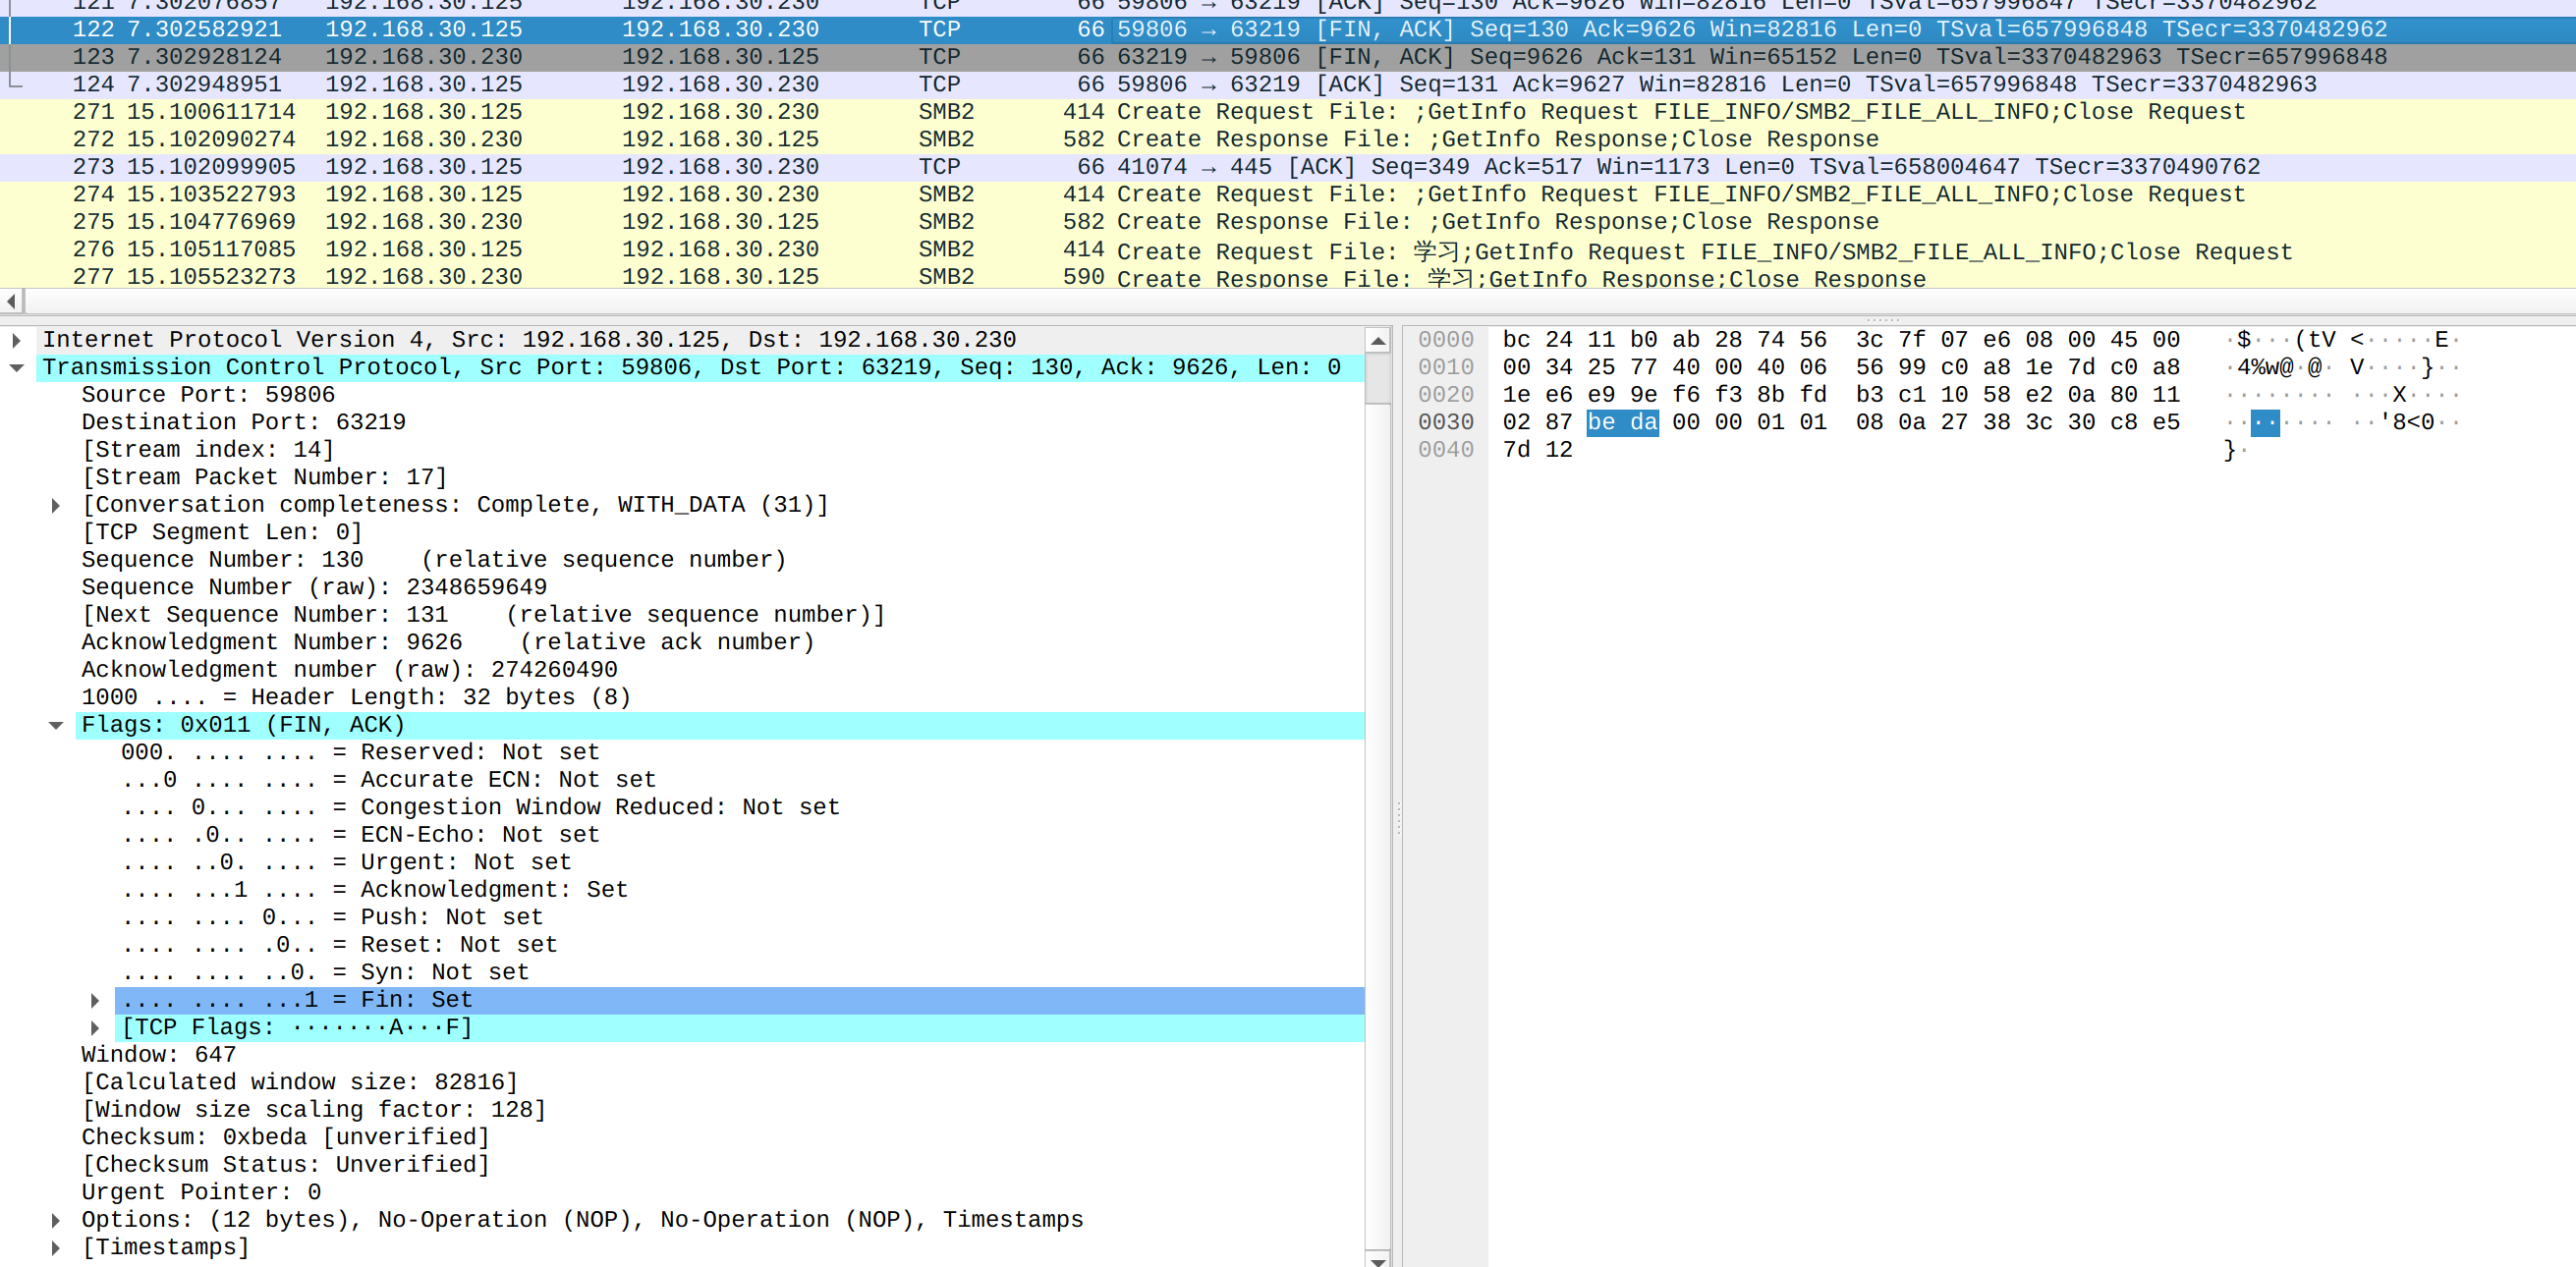 121 7.302076857 192.168.30.125 192.168.30.230 TCP 66 59806 → 63219 [ACK] Seq=130 Ack=9626 Win=82816 Len=0 TSval=657996847 TSecr=3370482962
122 7.302582921 192.168.30.125 192.168.30.230 TCP 66 59806 → 63219 [FIN, ACK] Seq=130 Ack=9626 Win=82816 Len=0 TSval=657996848 TSecr=3370482962
123 7.302928124 192.168.30.230 192.168.30.125 TCP 66 63219 → 59806 [FIN, ACK] Seq=9626 Ack=131 Win=65152 Len=0 TSval=3370482963 TSecr=657996848
124 7.302948951 192.168.30.125 192.168.30.230 TCP 66 59806 → 63219 [ACK] Seq=131 Ack=9627 Win=82816 Len=0 TSval=657996848 TSecr=3370482963
271 15.100611714 192.168.30.125 192.168.30.230 SMB2 414 Create Request File: ;GetInfo Request FILE_INFO/SMB2_FILE_ALL_INFO;Close Request
272 15.102090274 192.168.30.230 192.168.30.125 SMB2 582 Create Response File: ;GetInfo Response;Close Response
273 15.102099905 192.168.30.125 192.168.30.230 TCP 66 41074 → 445 [ACK] Seq=349 Ack=517 Win=1173 Len=0 TSval=658004647 TSecr=3370490762
274 15.103522793 192.168.30.125 192.168.30.230 SMB2 414 Create Request File: ;GetInfo Request FILE_INFO/SMB2_FILE_ALL_INFO;Close Request
275 15.104776969 192.168.30.230 192.168.30.125 SMB2 582 Create Response File: ;GetInfo Response;Close Response
276 15.105117085 192.168.30.125 192.168.30.230 SMB2 414 Create Request File: 学习;GetInfo Request FILE_INFO/SMB2_FILE_ALL_INFO;Close Request
277 15.105523273 192.168.30.230 192.168.30.125 SMB2 590 Create Response File: 学习;GetInfo Response;Close Response
Internet Protocol Version 4, Src: 192.168.30.125, Dst: 192.168.30.230
Transmission Control Protocol, Src Port: 59806, Dst Port: 63219, Seq: 130, Ack: 9626, Len: 0
Source Port: 59806
Destination Port: 63219
[Stream index: 14]
[Stream Packet Number: 17]
[Conversation completeness: Complete, WITH_DATA (31)]
[TCP Segment Len: 0]
Sequence Number: 130    (relative sequence number)
Sequence Number (raw): 2348659649
[Next Sequence Number: 131    (relative sequence number)]
Acknowledgment Number: 9626    (relative ack number)
Acknowledgment number (raw): 274260490
1000 .... = Header Length: 32 bytes (8)
Flags: 0x011 (FIN, ACK)
000. .... .... = Reserved: Not set
...0 .... .... = Accurate ECN: Not set
.... 0... .... = Congestion Window Reduced: Not set
.... .0.. .... = ECN-Echo: Not set
.... ..0. .... = Urgent: Not set
.... ...1 .... = Acknowledgment: Set
.... .... 0... = Push: Not set
.... .... .0.. = Reset: Not set
.... .... ..0. = Syn: Not set
.... .... ...1 = Fin: Set
[TCP Flags: ·······A···F]
Window: 647
[Calculated window size: 82816]
[Window size scaling factor: 128]
Checksum: 0xbeda [unverified]
[Checksum Status: Unverified]
Urgent Pointer: 0
Options: (12 bytes), No-Operation (NOP), No-Operation (NOP), Timestamps
[Timestamps]
0000 bc 24 11 b0 ab 28 74 56 3c 7f 07 e6 08 00 45 00 ·$···(tV <·····E·
0010 00 34 25 77 40 00 40 06 56 99 c0 a8 1e 7d c0 a8 ·4%w@·@· V····}··
0020 1e e6 e9 9e f6 f3 8b fd b3 c1 10 58 e2 0a 80 11 ········ ···X····
0030 02 87 be da 00 00 01 01 08 0a 27 38 3c 30 c8 e5 ········ ··'8<0··
0040 7d 12 }·